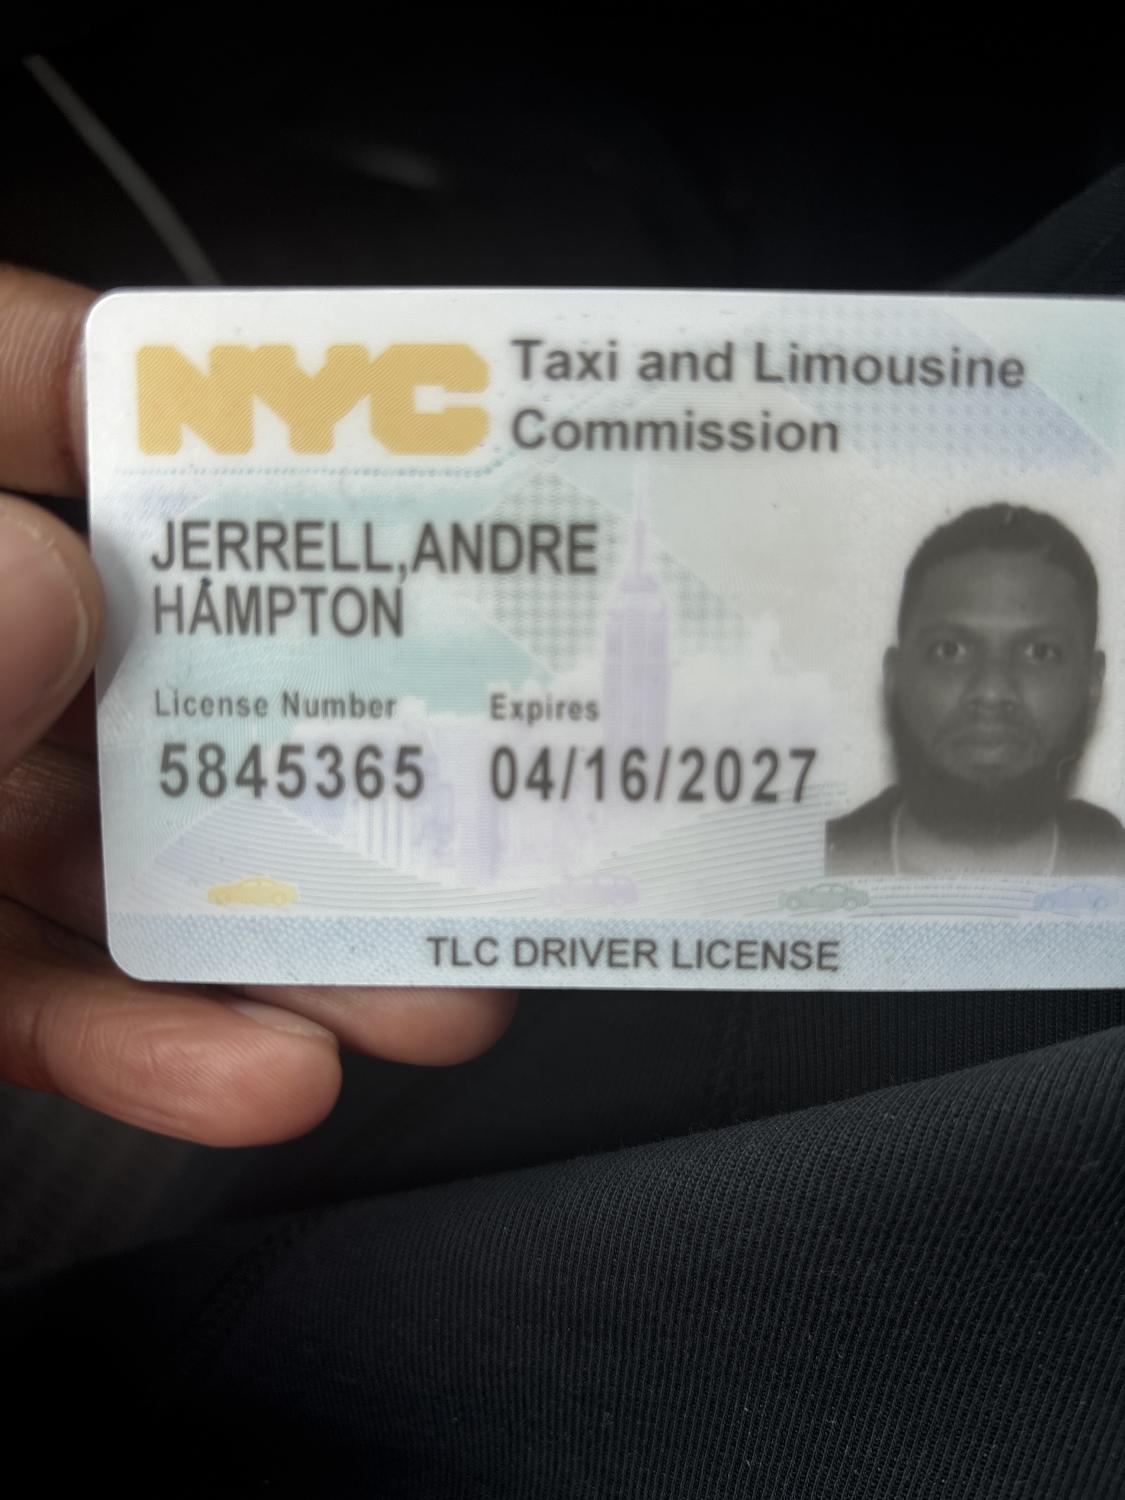 NYC
Taxi and Limousine
Commission
JERRELL,ANDRE
HAMPTON
License Number Expires
5845365 04/16/2027
TLC DRIVER LICENSE